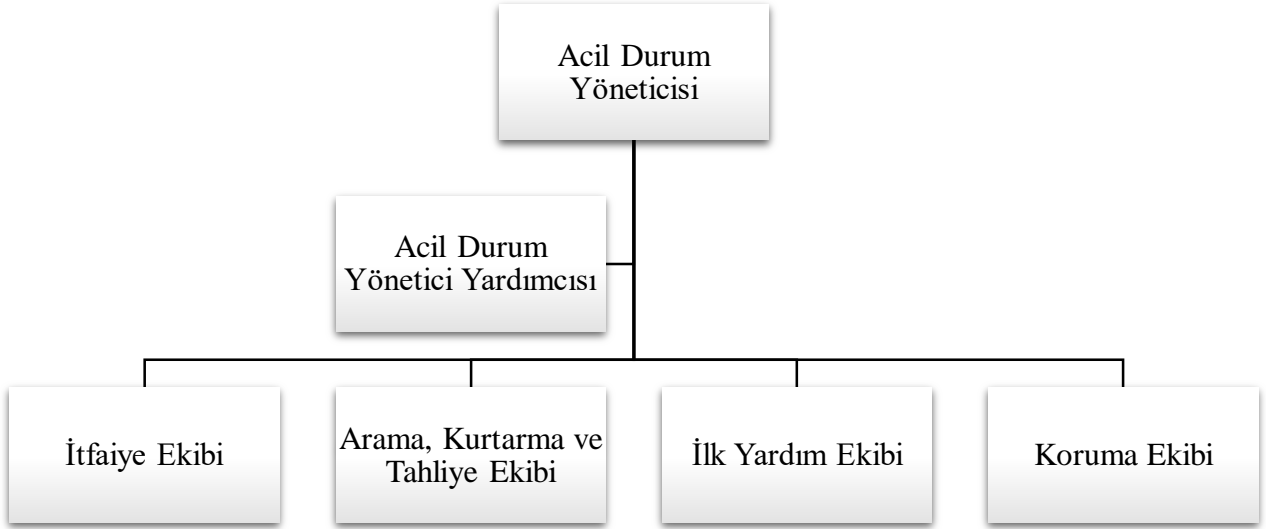 Acil Durum
Yöneticisi
Acil Durum
Yönetici Yardımcısı
İtfaiye Ekibi
Arama, Kurtarma ve
Tahliye Ekibi
İlk Yardım Ekibi
Koruma Ekibi